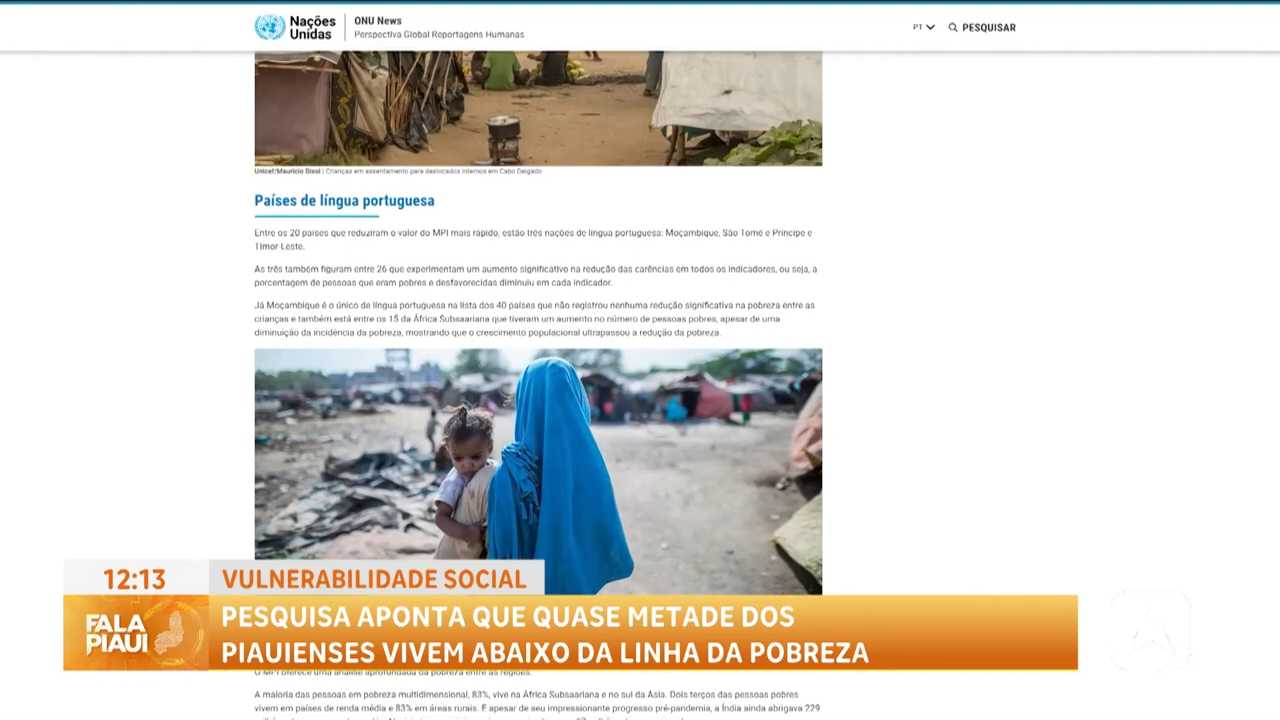 Nações
Unidas
ONU News
Perspectiva Global Reportagens Humanas
PT
PESQUISAR
Unicef/Mauricio Bisol | Crianças em assentamento para deslocados internos em Cabo Delgado
Países de língua portuguesa
Entre os 20 países que reduziram o valor do MPI mais rápido, estão três nações de língua portuguesa: Moçambique, São Tomé e Príncipe e
Timor-Leste.
As três também figuram entre 26 que experimentam um aumento significativo na redução das carências em todos os indicadores, ou seja, a
porcentagem de pessoas que eram pobres e desfavorecidas diminuiu em cada indicador.
Já Moçambique é o único de língua portuguesa na lista dos 40 países que não registrou nenhuma redução significativa na pobreza entre as
crianças e também está entre os 15 da África Subsaariana que tiveram um aumento no número de pessoas pobres, apesar de uma
diminuição da incidência da pobreza, mostrando que o crescimento populacional ultrapassou a redução da pobreza.
12:13
VULNERABILIDADE SOCIAL
FALA
PIAUÍ
PESQUISA APONTA QUE QUASE METADE DOS
PIAUIENSES VIVEM ABAIXO DA LINHA DA POBREZA
O MPI oferece uma análise aprofundada da pobreza entre as regiões.
A maioria das pessoas em pobreza multidimensional, 83%, vive na África Subsaariana e no sul da Ásia. Dois terços das pessoas pobres
vivem em países de renda média e 83% em áreas rurais. E apesar de seu impressionante progresso pré-pandemia, a Índia ainda abrigava 229